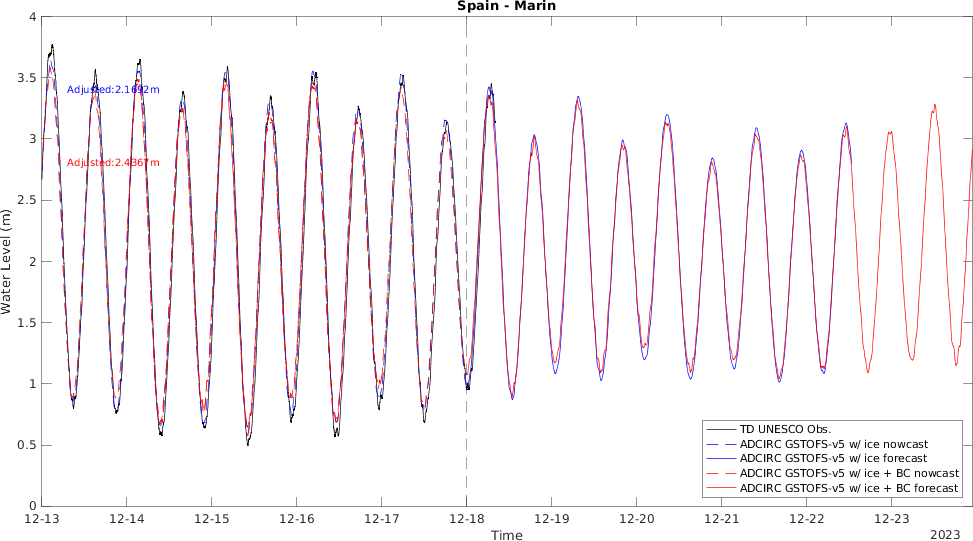 Spain - Marin
4
3.5
3
2.5
2
1.5
1
0.5
0
Water Level (m)
Adjusted:2.1692m
Adjusted:2.4367m
TD UNESCO Obs.
ADCIRC GSTOFS-v5 w/ ice nowcast
ADCIRC GSTOFS-v5 w/ ice forecast
ADCIRC GSTOFS-v5 w/ ice + BC nowcast
ADCIRC GSTOFS-v5 w/ ice + BC forecast
12-13 12-14 12-15 12-16 12-17 12-18 12-19 12-20 12-21 12-22 12-23
Time
2023